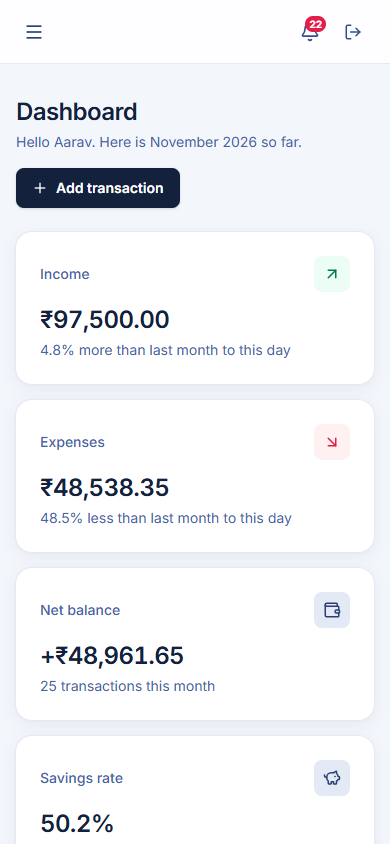 22
Dashboard
Hello Aarav. Here is November 2026 so far.
Add transaction
Income
₹97,500.00
4.8% more than last month to this day
Expenses
₹48,538.35
48.5% less than last month to this day
Net balance
+₹48,961.65
25 transactions this month
Savings rate
50.2%